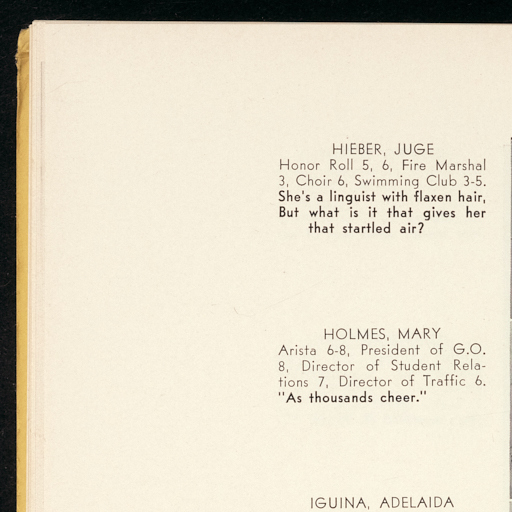 HIEBER, JUGE
Honor Roll 5, 6, Fire Marshal
3, Choir 6, Swimming Club 3-5.
She's a linguist with flaxen hair,
But what is it that gives her
that startled air?
HOLMES, MARY
Arista 6-8, President of G.O.
8, Director of Student Rela-
tions 7, Director of Traffic 6.
"As thousands cheer."
IGUINA, ADELAIDA